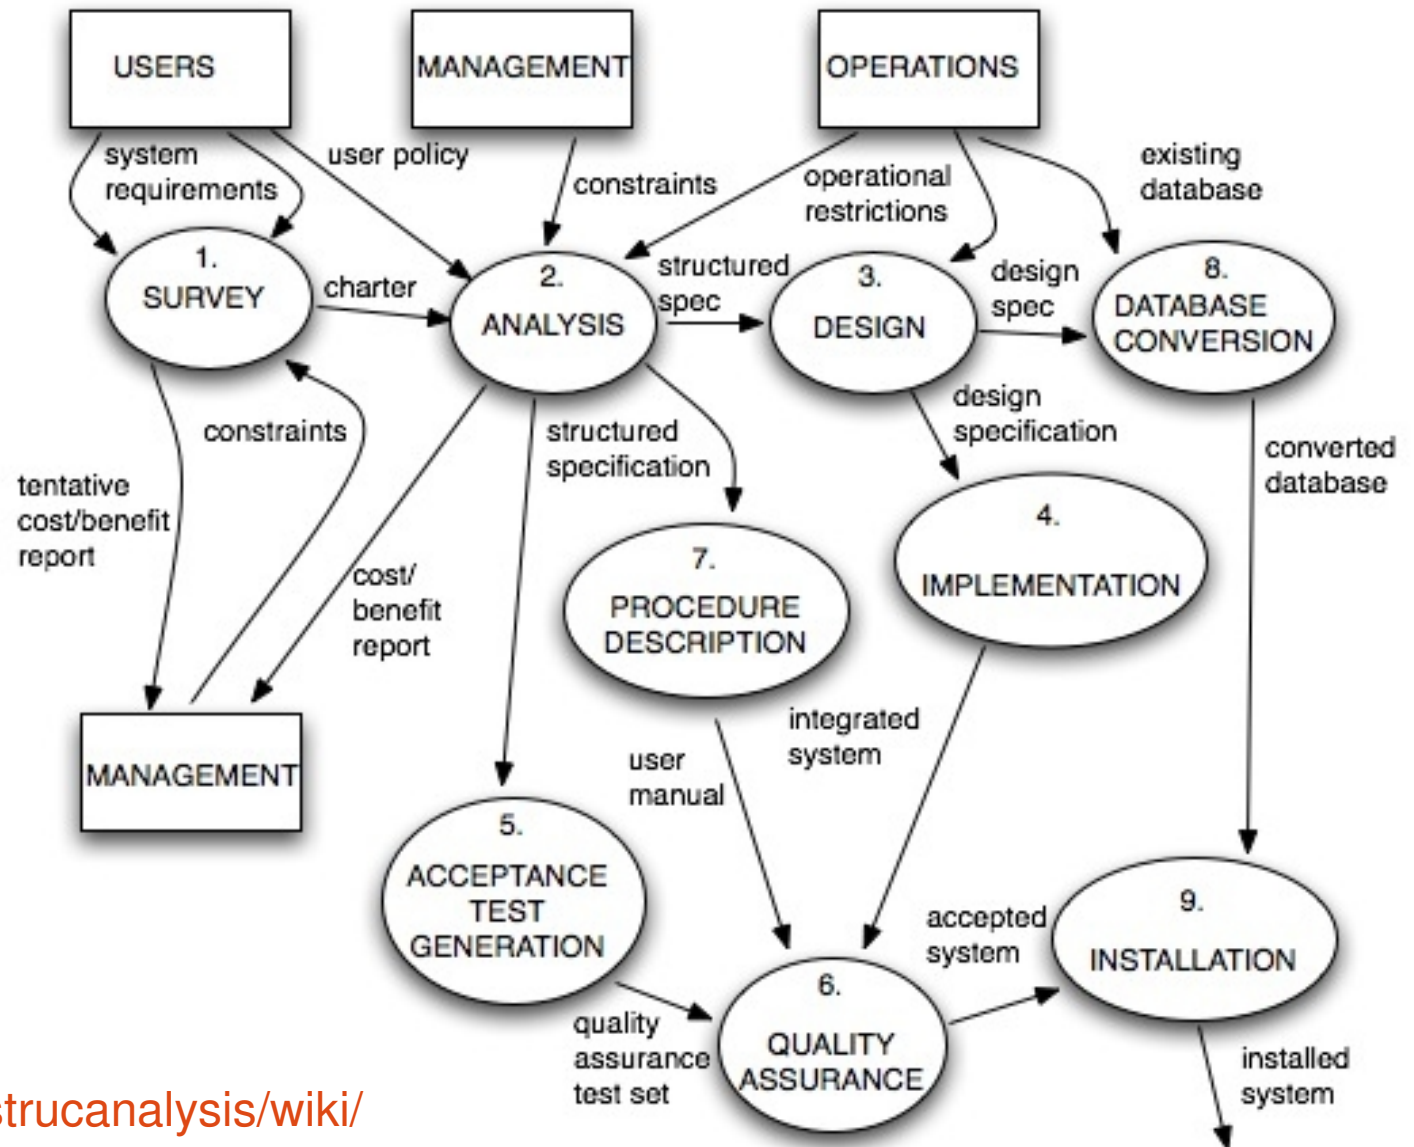 USERS
MANAGEMENT
OPERATIONS
system
requirements
user policy
constraints
operational
restrictions
existing
database
1.
SURVEY
charter
2.
ANALYSIS
structured
spec
3.
DESIGN
design
spec
8.
DATABASE
CONVERSION
constraints
structured
specification
design
specification
converted
database
tentative
cost/benefit
report
cost/
benefit
report
7.
PROCEDURE
DESCRIPTION
4.
IMPLEMENTATION
MANAGEMENT
user
manual
integrated
system
5.
ACCEPTANCE
TEST
GENERATION
accepted
system
9.
INSTALLATION
quality
assurance
test set
6.
QUALITY
ASSURANCE
installed
system
strucanalysis/wiki/